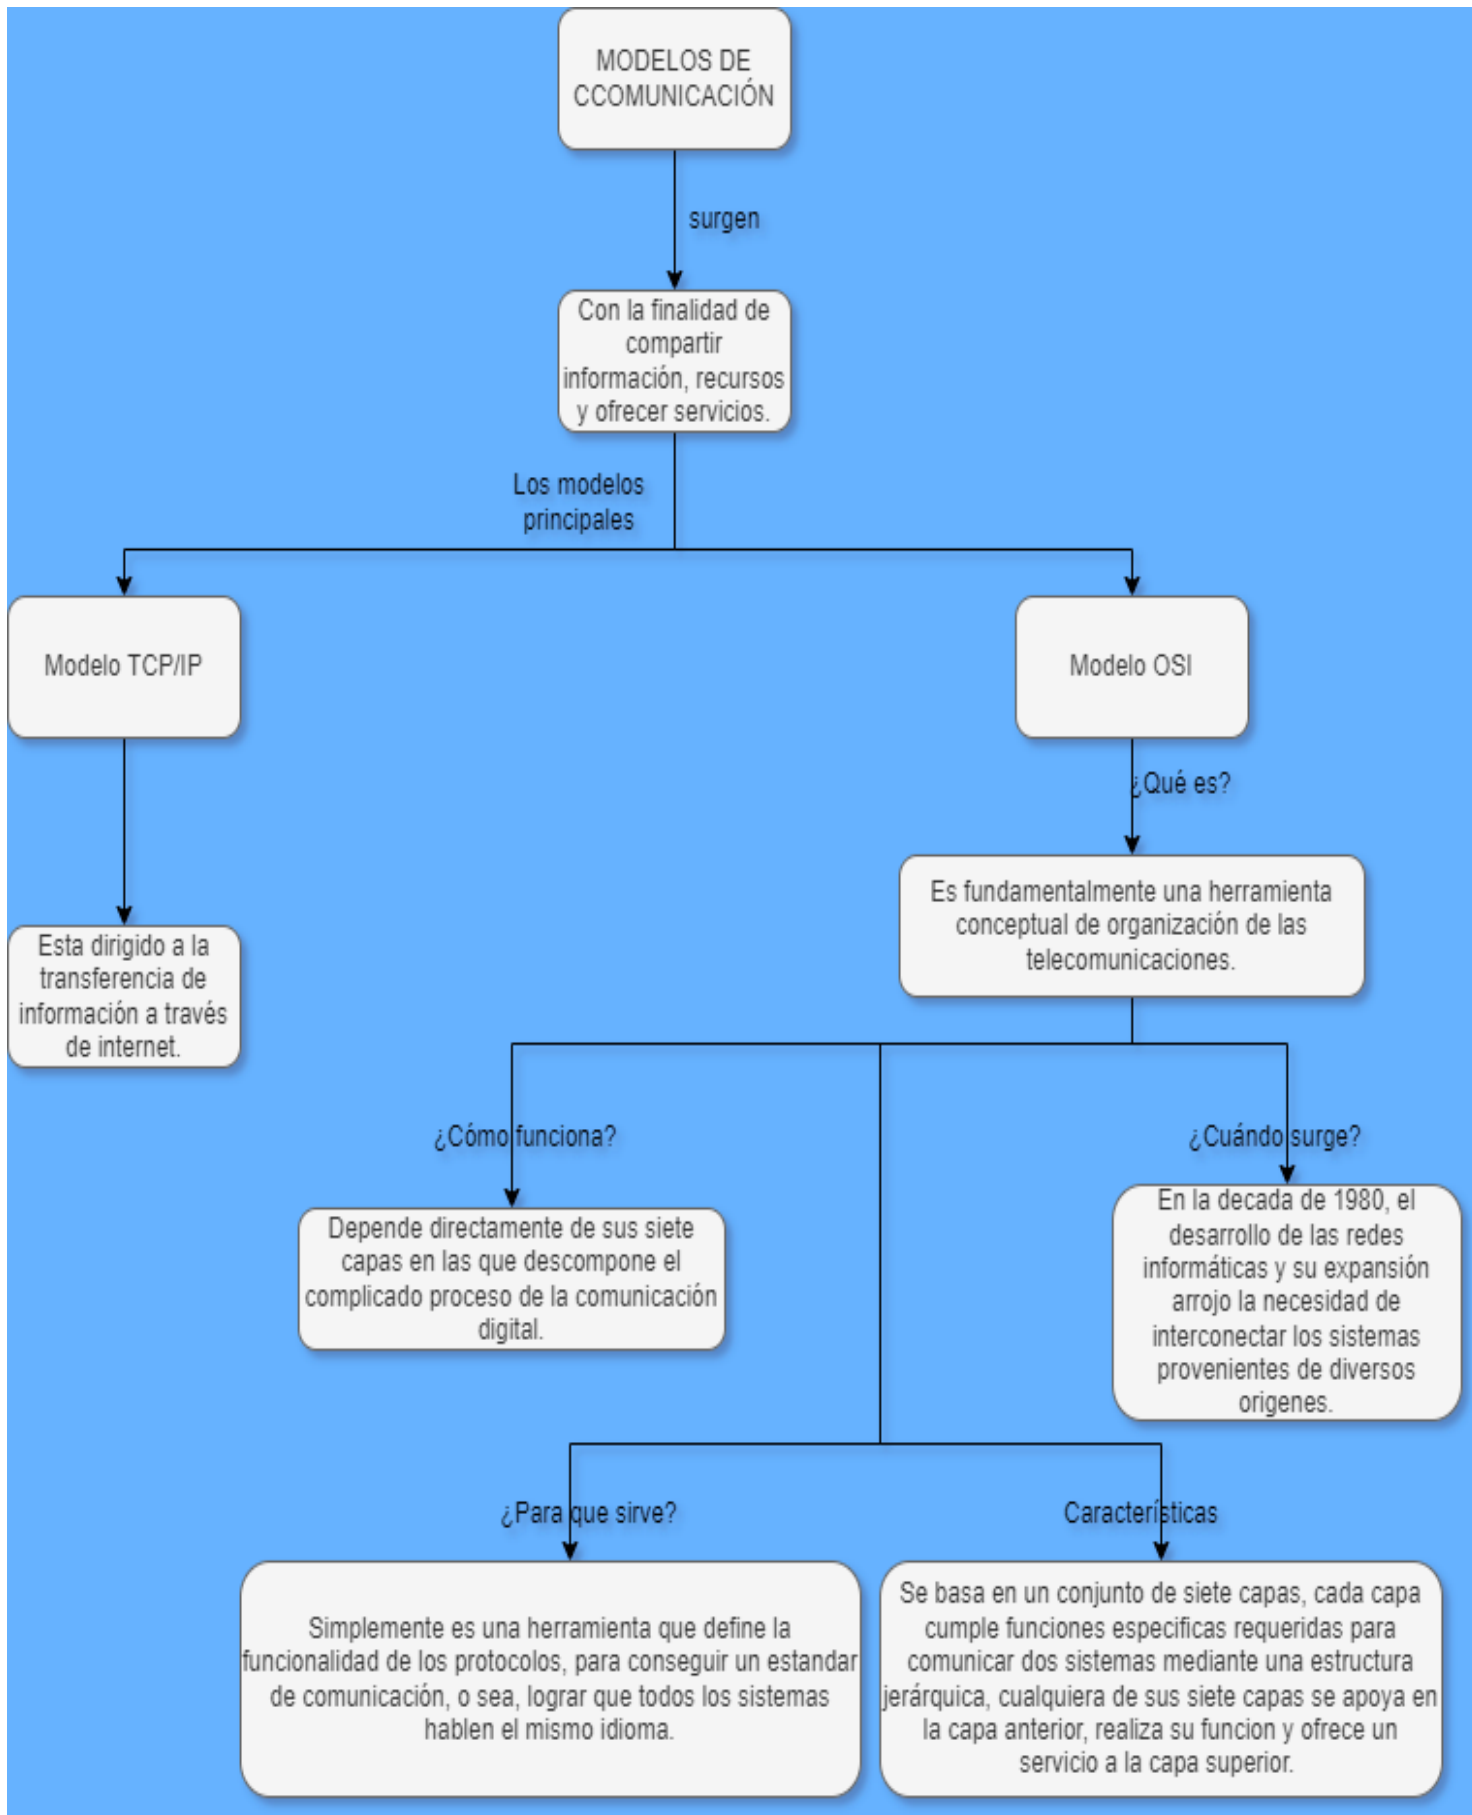 MODELOS DE
CCOMUNICACIÓN
surgen
Con la finalidad de
compartir
información, recursos
y ofrecer servicios.
Los modelos
principales
Modelo TCP/IP
Modelo OSI
¿Qué es?
Es fundamentalmente una herramienta
conceptual de organización de las
telecomunicaciones.
Esta dirigido a la
transferencia de
información a través
de internet.
¿Cómo funciona?
¿Cuándo surge?
Depende directamente de sus siete
capas en las que descompone el
complicado proceso de la comunicación
digital.
En la decada de 1980, el
desarrollo de las redes
informáticas y su expansión
arrojo la necesidad de
interconectar los sistemas
provenientes de diversos
origenes.
¿Para que sirve?
Características
Simplemente es una herramienta que define la
funcionalidad de los protocolos, para conseguir un estandar
de comunicación, o sea, lograr que todos los sistemas
hablen el mismo idioma.
Se basa en un conjunto de siete capas, cada capa
cumple funciones especificas requeridas para
comunicar dos sistemas mediante una estructura
jerárquica, cualquiera de sus siete capas se apoya en
la capa anterior, realiza su funcion y ofrece un
servicio a la capa superior.